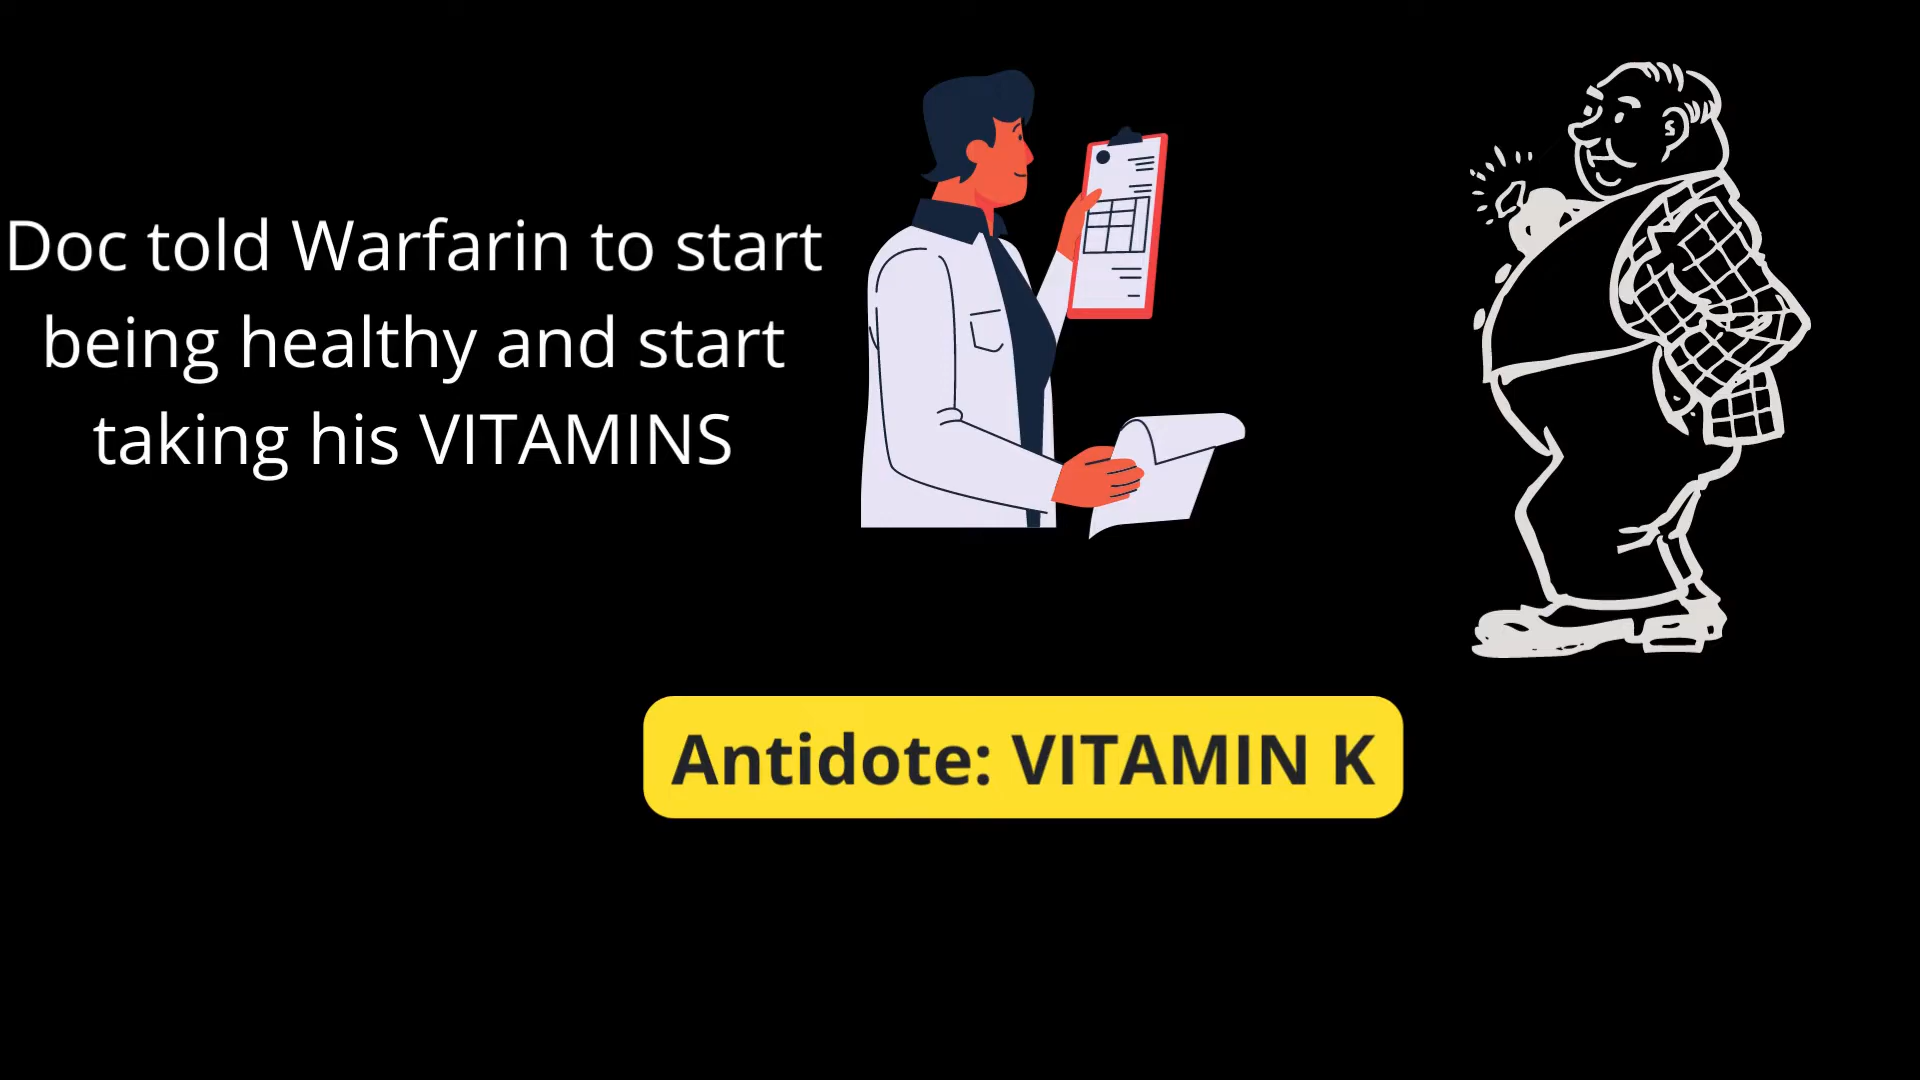 Doc told Warfarin to start
being healthy and start
taking his VITAMINS
Antidote: VITAMIN K